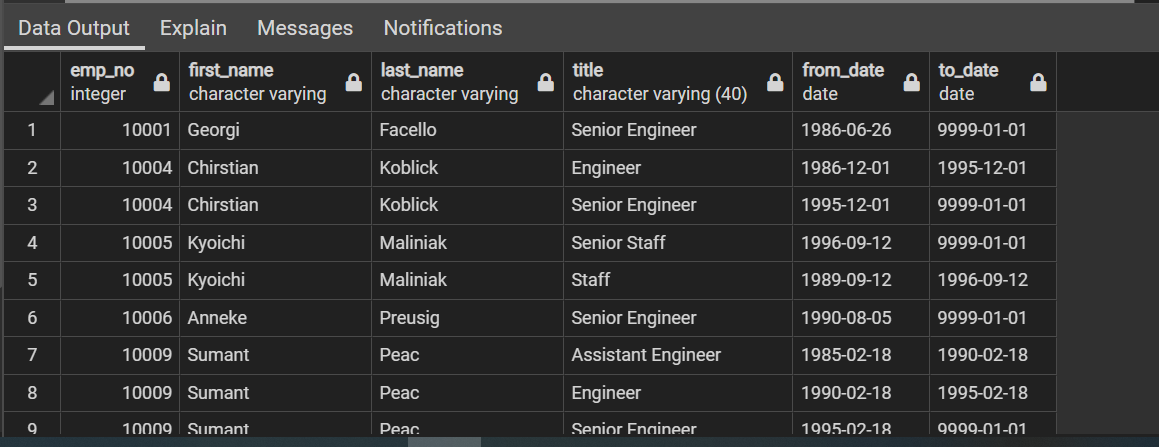 Data Output Explain Messages Notifications
emp_no first_name last_name title from_date to_date
integer character varying character varying character varying (40) date date
1 10001 Georgi Facello Senior Engineer 1986-06-26 9999-01-01
2 10004 Chirstian Koblick Engineer 1986-12-01 1995-12-01
3 10004 Chirstian Koblick Senior Engineer 1995-12-01 9999-01-01
4 10005 Kyoichi Maliniak Senior Staff 1996-09-12 9999-01-01
5 10005 Kyoichi Maliniak Staff 1989-09-12 1996-09-12
6 10006 Anneke Preusig Senior Engineer 1990-08-05 9999-01-01
7 10009 Sumant Peac Assistant Engineer 1985-02-18 1990-02-18
8 10009 Sumant Peac Engineer 1990-02-18 1995-02-18
9 10009 Sumant Peac Senior Engineer 1995-02-18 9999-01-01